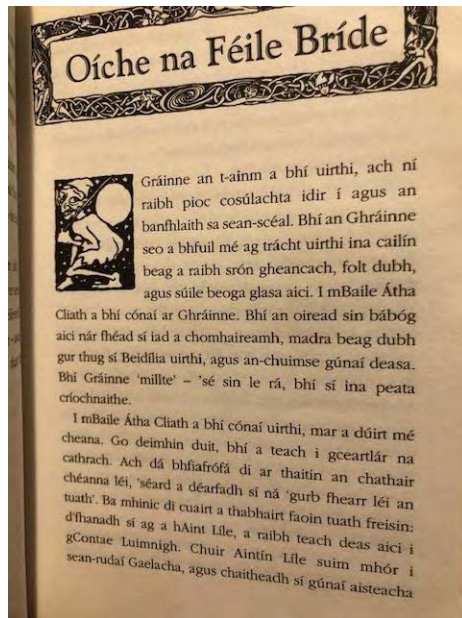 Oíche na Féile Bríde
Gráinne an t-ainm a bhí uirthi, ach ní
raibh pioc cosúlachta idir í agus an
banfhlaith sa sean-scéal. Bhí an Ghráinne
seo a bhfuil mé ag trácht uirthi ina cailín
beag a raibh srón gheancach, folt dubh,
agus súile beoga glasa aici. I mBaile Átha
Cliath a bhí cónaí ar Ghráinne. Bhí an oiread sin bábóg
aici nár fhéad sí iad a chomhaireamh, madra beag dubh
gur thug sí Beidília uirthi, agus an-chuimse gúnaí deasa.
Bhí Gráinne 'millte' – 'sé sin le rá, bhí sí ina peata
críochnaithe.
I mBaile Átha Cliath a bhí cónaí uirthi, mar a dúirt mé
cheana. Go deimhin duit, bhí a teach i gceartlár na
cathrach. Ach dá bhfiafrófá di ar thaitin an chathair
chéanna léi, 'séard a déarfadh sí ná 'gurb fhearr léi an
tuath'. Ba mhinic di cuairt a thabhairt faoin tuath freisin:
d'fhanadh sí ag a hAint Líle, a raibh teach deas aici i
gContae Luimnigh. Chuir Aintín Líle suim mhór i
sean-rudaí Gaelacha, agus chaitheadh sí gúnaí aisteacha